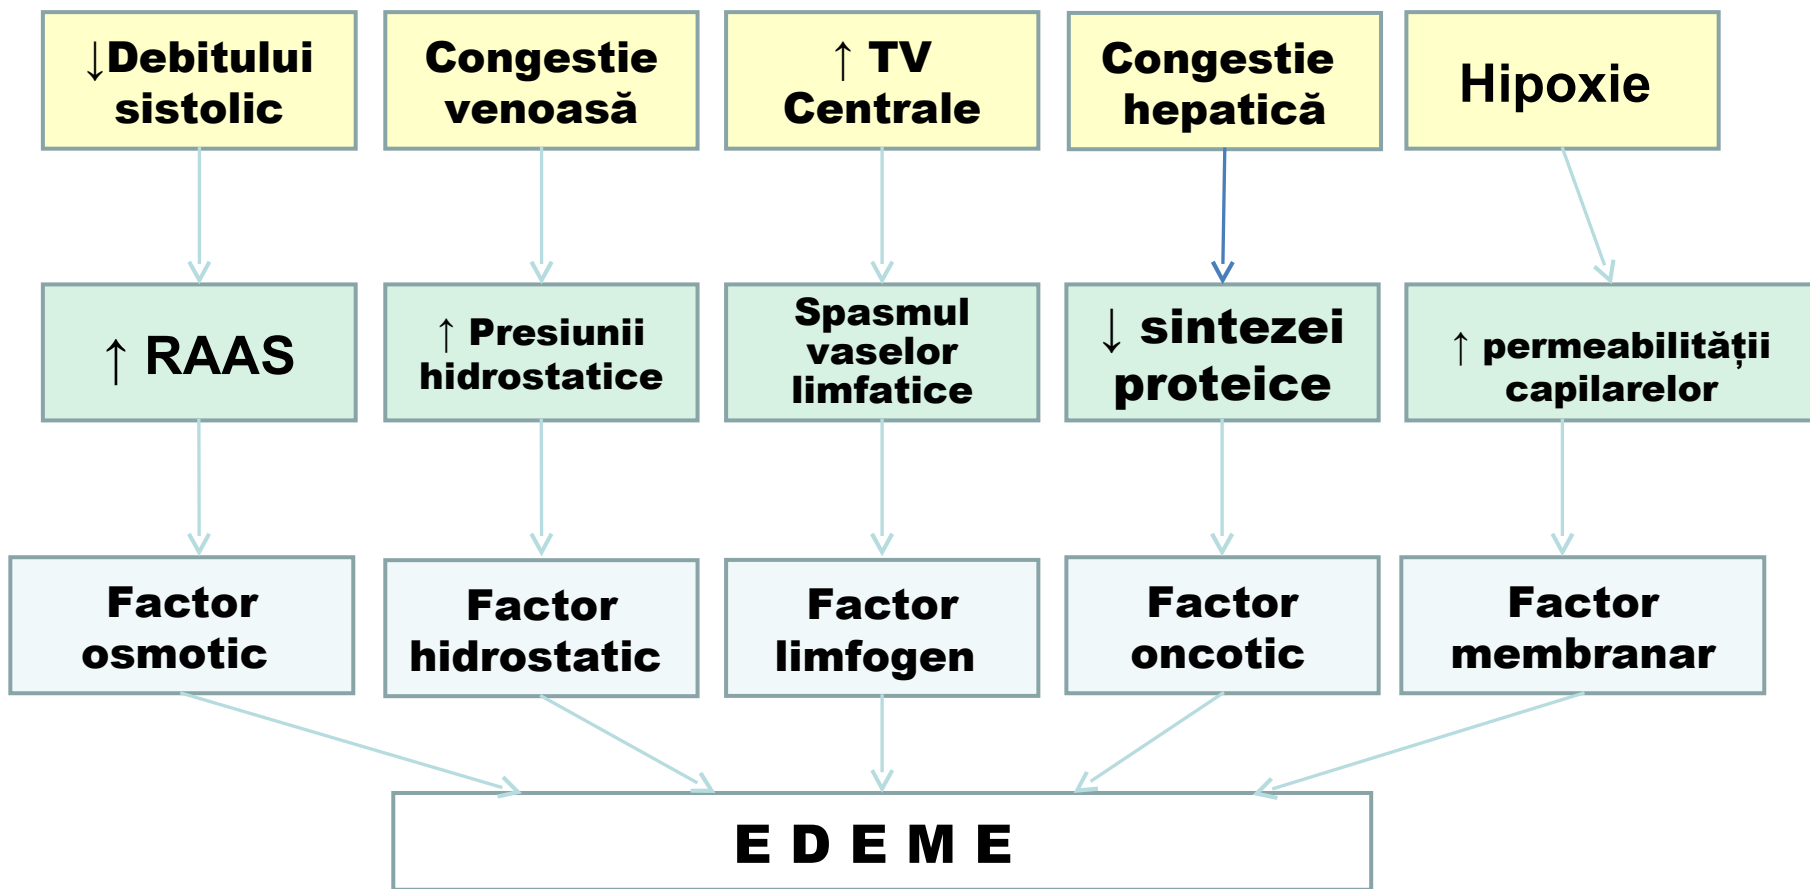 ↓Debitului
sistolic
Congestie
venoasă
↑ TV
Centrale
Congestie
hepatică
Hipoxie
↑ RAAS
↑ Presiunii
hidrostatice
Spasmul
vaselor
limfatice
↓ sintezei
proteice
↑ permeabilității
capilarelor
Factor
osmotic
Factor
hidrostatic
Factor
limfogen
Factor
oncotic
Factor
membranar
E D E M E